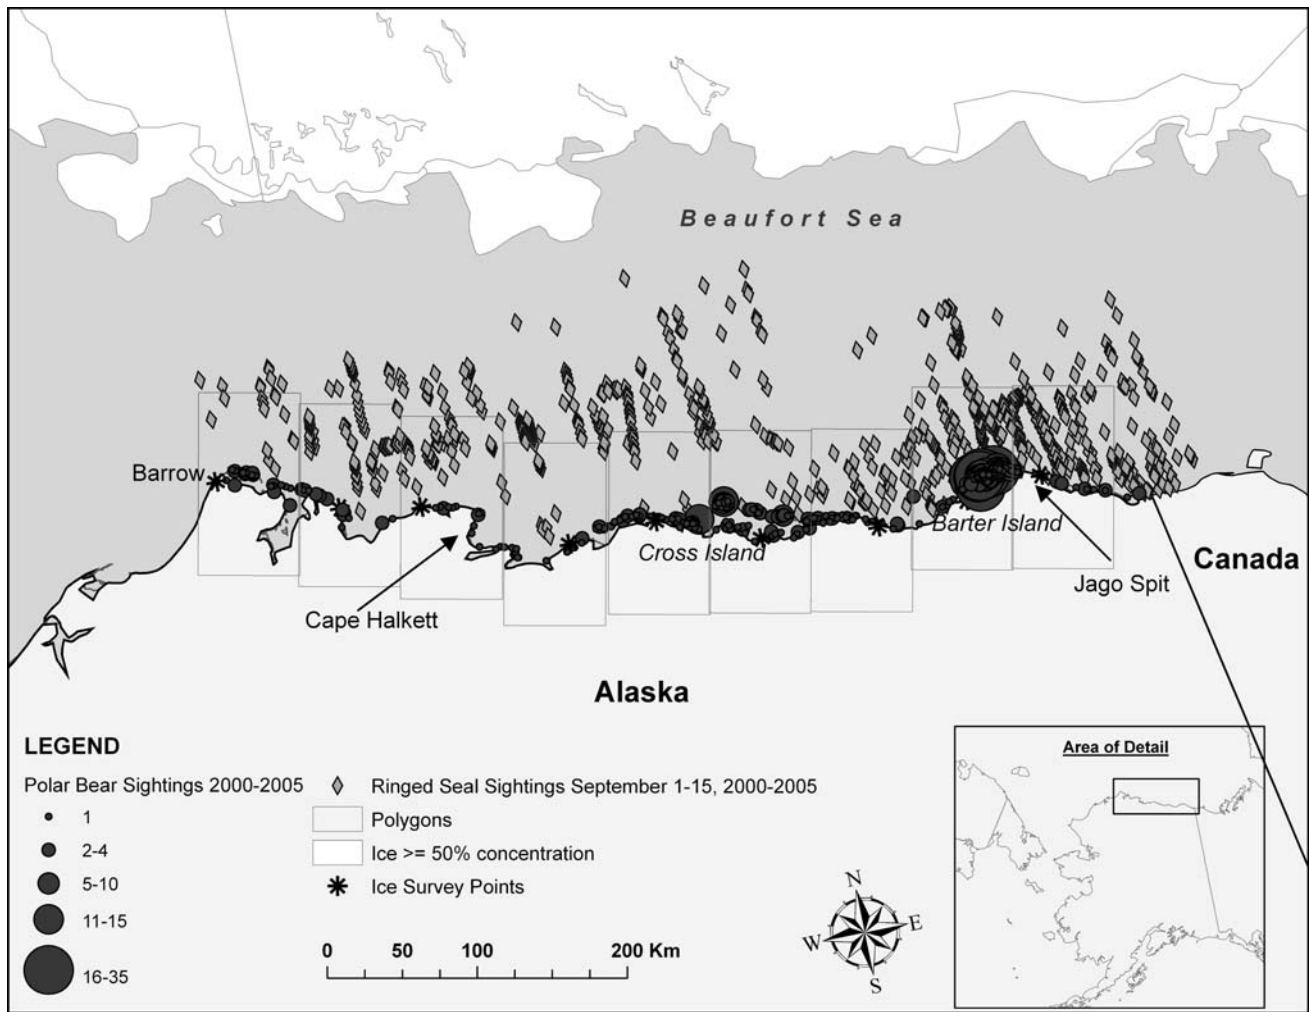 Beaufort Sea
Barrow
Cross Island
Barter Island
Canada
Jago Spit
Cape Halkett
Alaska
LEGEND
Polar Bear Sightings 2000-2005
1
2-4
5-10
11-15
16-35
Ringed Seal Sightings September 1-15, 2000-2005
Polygons
Ice >= 50% concentration
Ice Survey Points
0 50 100 200 Km
N
W E
S
Area of Detail